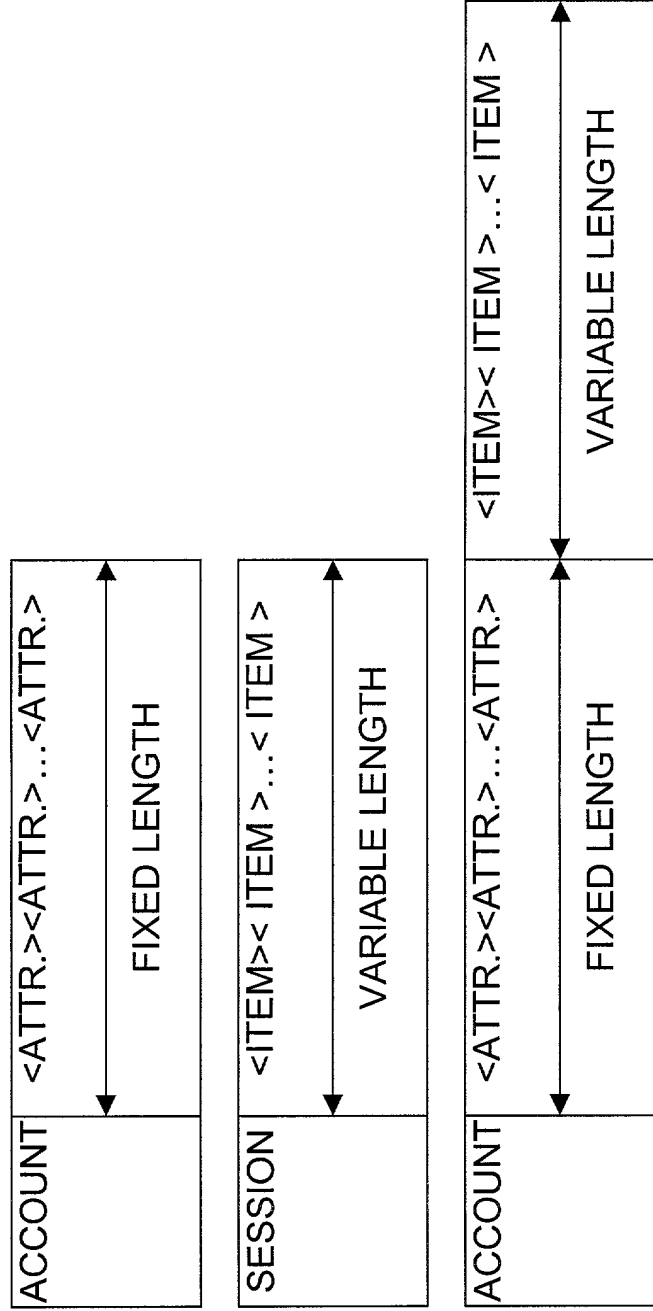 ACCOUNT <ATTR.><ATTR.>...<ATTR.>
FIXED LENGTH
SESSION <ITEM>< ITEM >...< ITEM >
VARIABLE LENGTH
ACCOUNT <ATTR.><ATTR.>...<ATTR.> <ITEM>< ITEM >...< ITEM >
FIXED LENGTH VARIABLE LENGTH